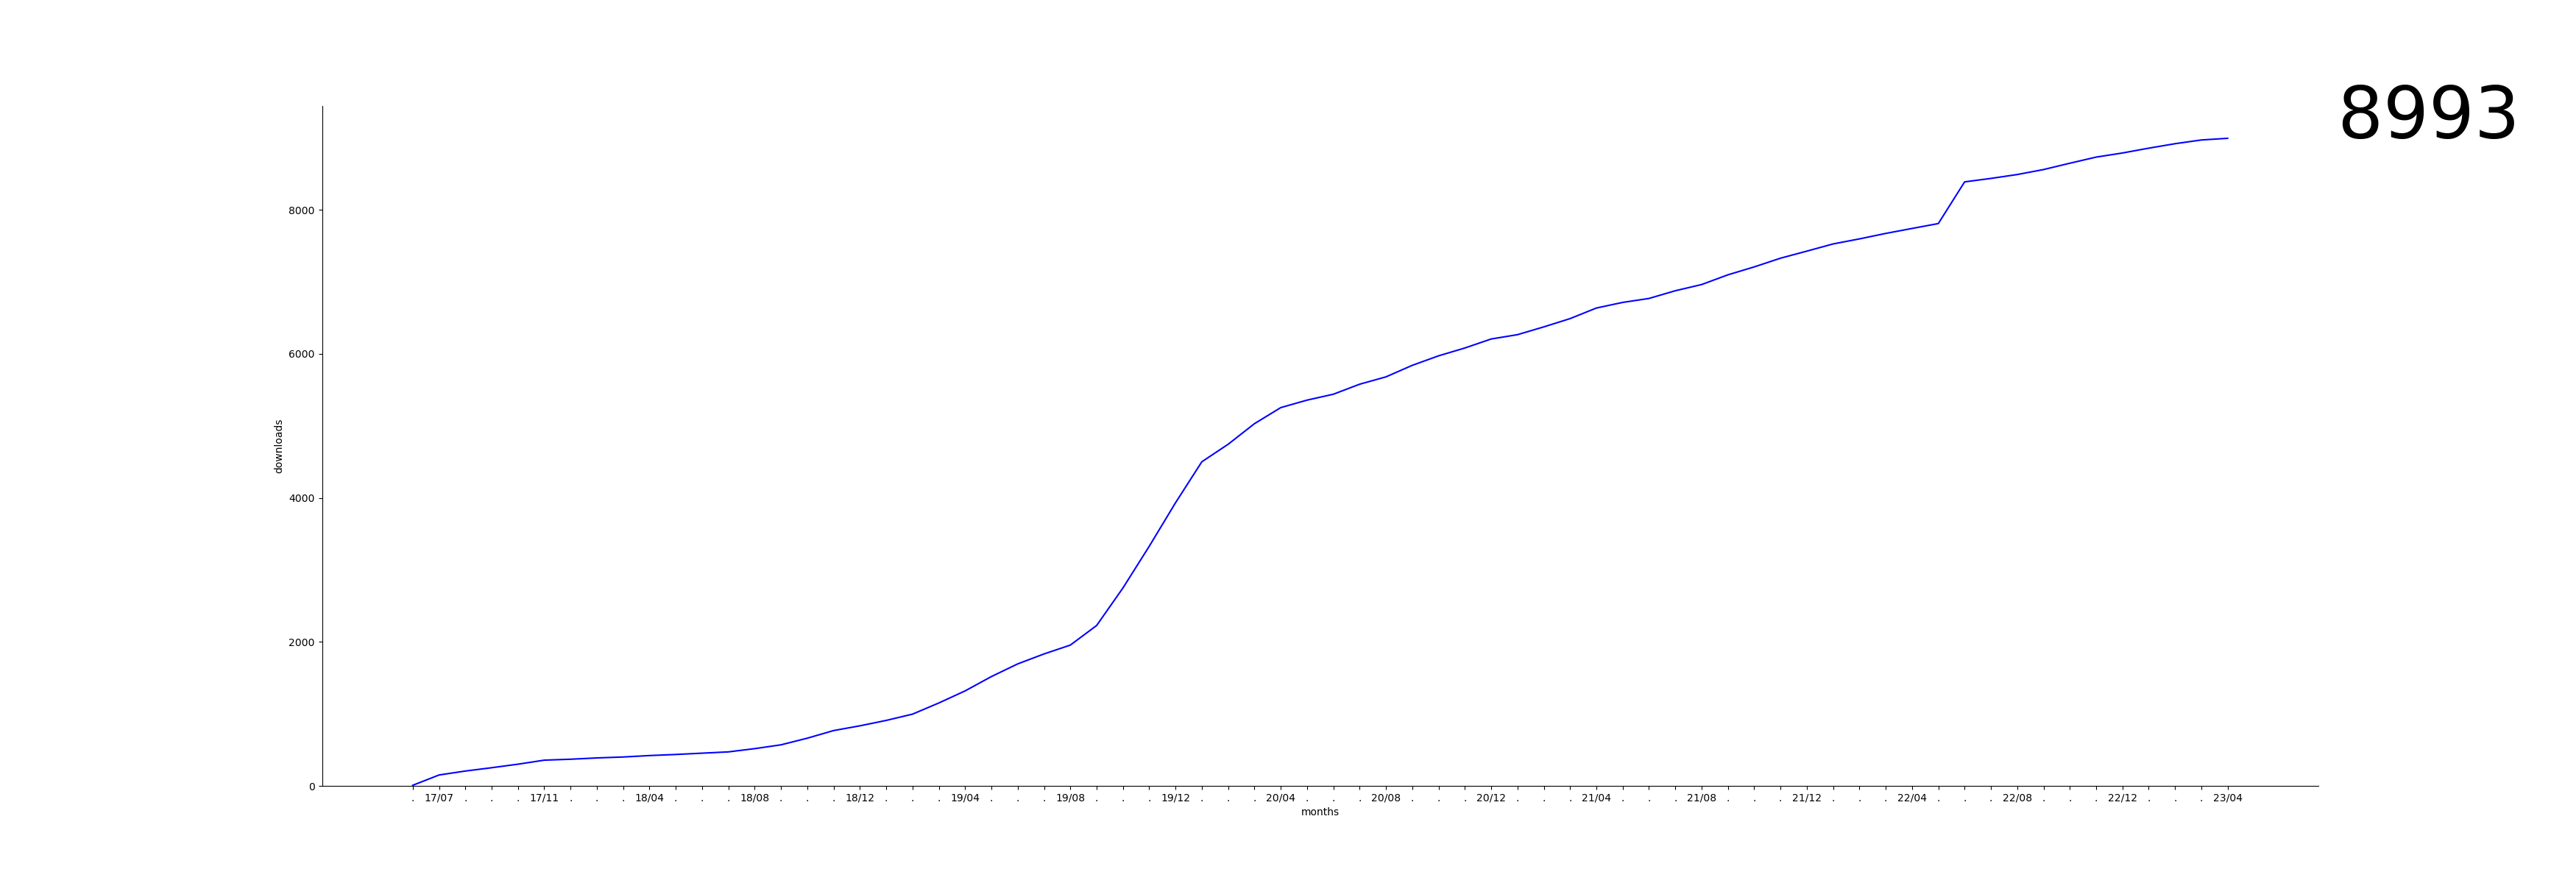 8993
8000
6000
4000
2000
0
downloads
. 17/07 . . . 17/11 . . . 18/04 . . . 18/08 . . . 18/12 . . . 19/04 . . . 19/08 . . . 19/12 . . . 20/04 . . . 20/08 . . . 20/12 . . . 21/04 . . . 21/08 . . . 21/12 . . . 22/04 . . . 22/08 . . . 22/12 . . . 23/04
months